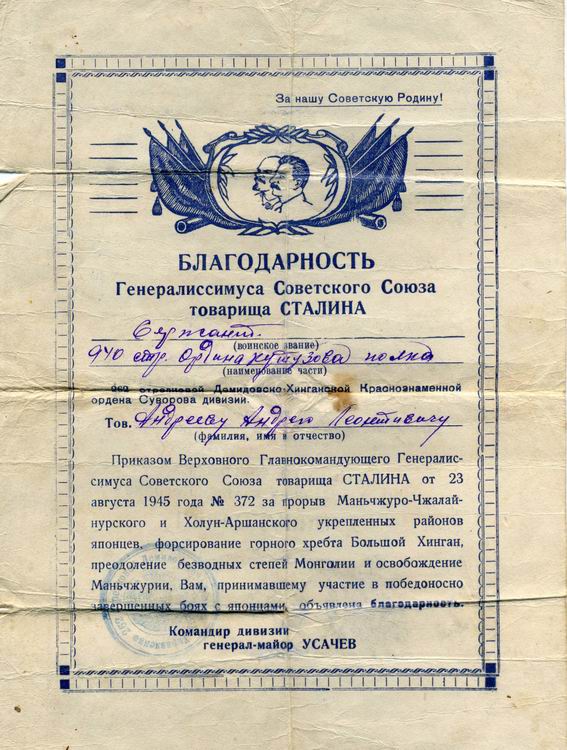 За нашу Советскую Родину!
БЛАГОДАРНОСТЬ
Генералиссимуса Советского Союза
товарища СТАЛИНА
Сержант.
(воинское звание)
940 стр. Ордина Кутузова полка
(наименование части)
262 стрелковой Демидовско-Хинганской Краснознаменной
ордена Суворова дивизии.
Тов. Андрееву Андрею Леонтивичу
(фамилия, имя и отчество)
Приказом Верховного Главнокомандующего Генералис-
симуса Советского Союза товарища СТАЛИНА от 23
августа 1945 года № 372 за прорыв Маньчжуро-Чжалай-
нурского и Холун-Аршанского укрепленных районов
японцев, форсирование горного хребта Большой Хинган,
преодоление безводных степей Монголии и освобождение
Маньчжурии, Вам, принимавшему участие в победоносно
завершенных боях с японцами, объявлена благодарность.
Командир дивизии
генерал-майор УСАЧЕВ